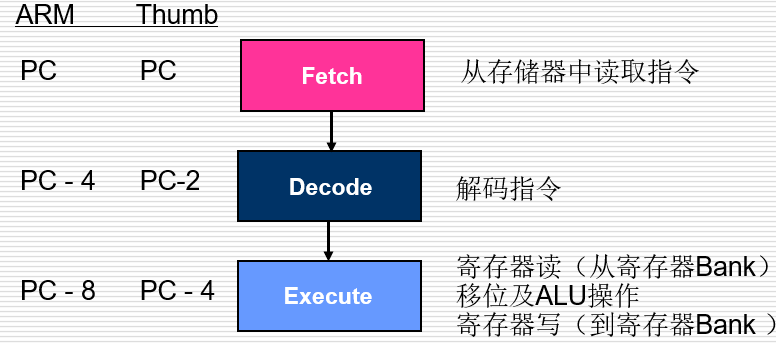 ARM Thumb
PC PC Fetch 从存储器中读取指令
PC - 4 PC-2 Decode 解码指令
PC - 8 PC - 4 Execute 寄存器读（从寄存器Bank）
移位及ALU操作
寄存器写（到寄存器Bank ）